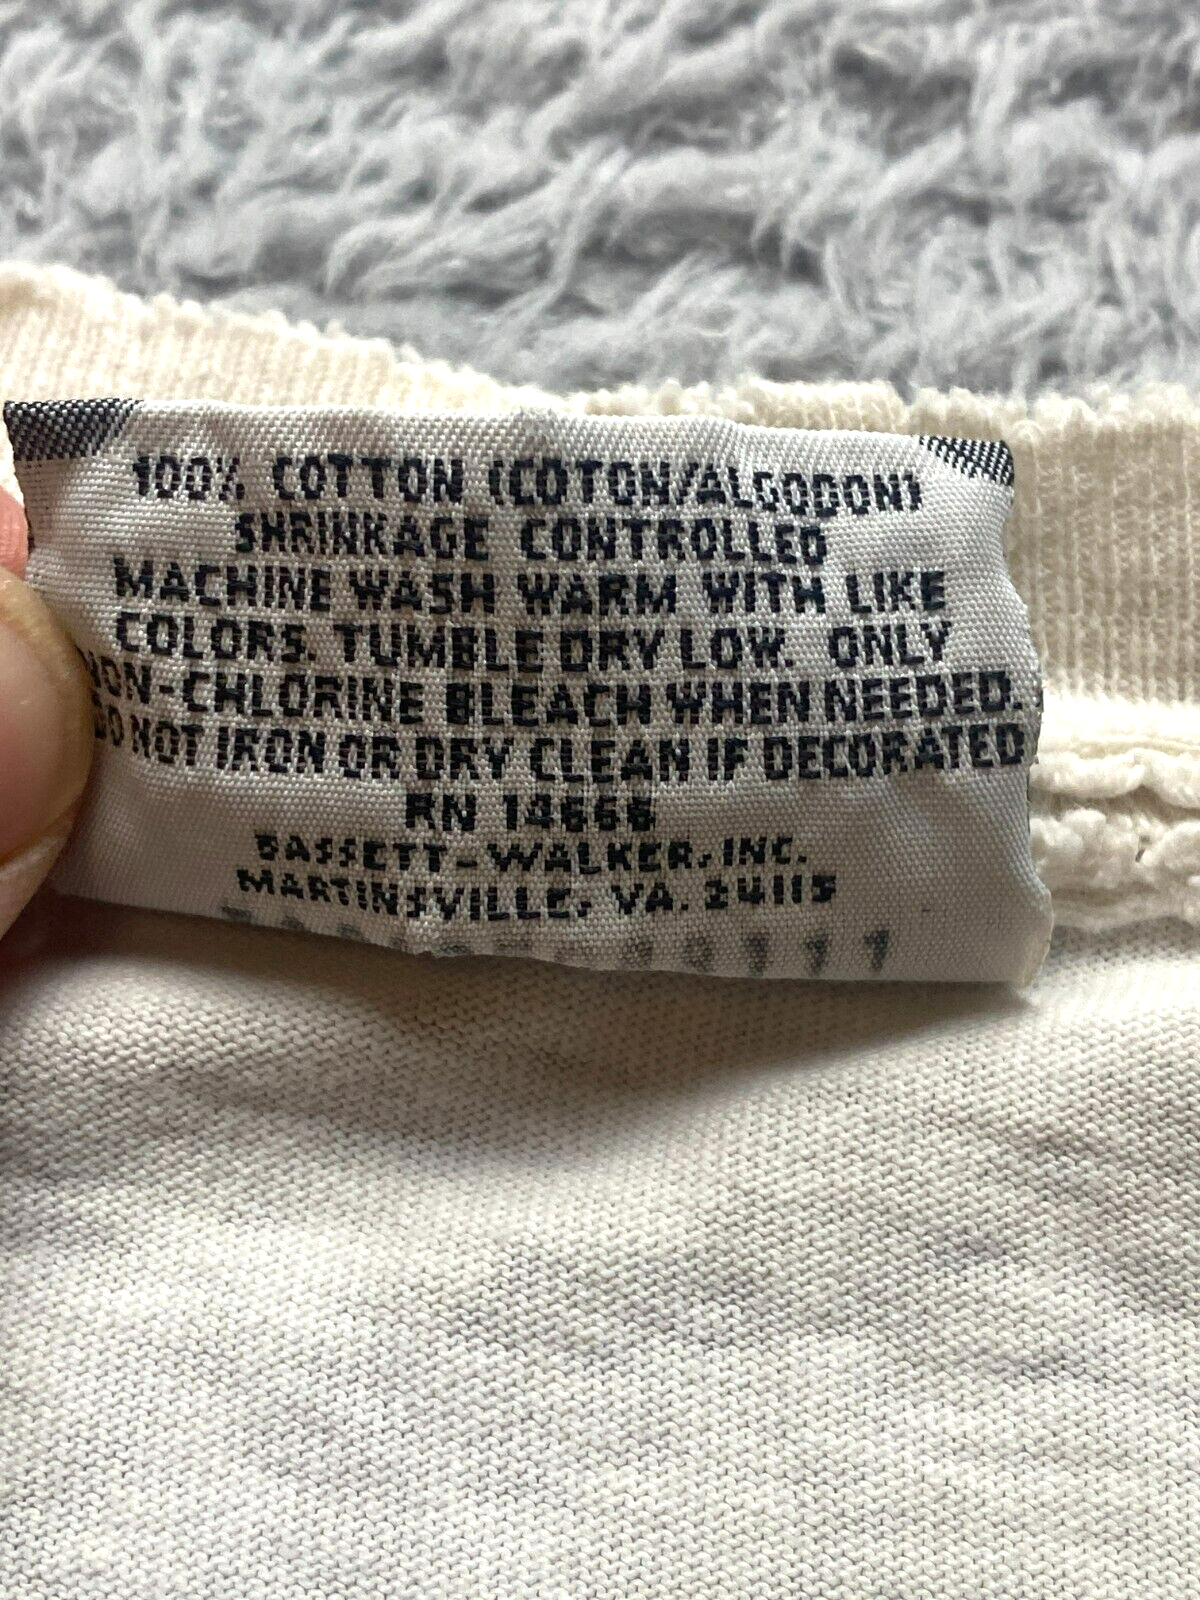 100% COTTON (COTON/ALGODON)
SHRINKAGE CONTROLLED
MACHINE WASH WARM WITH LIKE
COLORS. TUMBLE DRY LOW. ONLY
NON-CHLORINE BLEACH WHEN NEEDED.
DO NOT IRON OR DRY CLEAN IF DECORATED
RN 14666
BASSETT-WALKER, INC.
MARTINSVILLE, VA. 24115